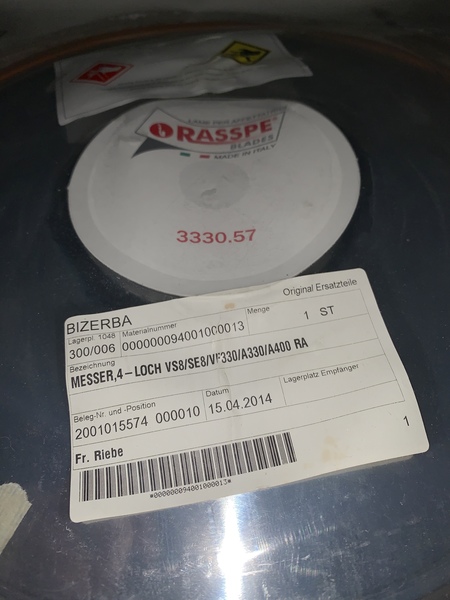 RASSPE
BLADES
MADE IN ITALY
3330.57
BIZERBA
Original Ersatzteile
Lagerpl. 1048
Materialnummer
Menge
300/006
000000094001000013
1 ST
Bezeichnung
MESSER,4-LOCH VS8/SE8/VF330/A330/A400 RA
Beleg-Nr. und -Position
Datum
Lagerplatz Empfänger
2001015574 000010
15.04.2014
Fr. Riebe
1
*000000094001000013*